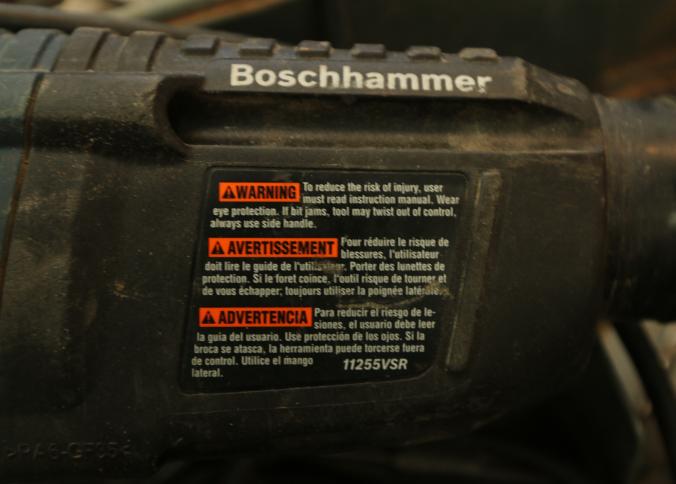 Boschhammer
WARNING To reduce the risk of injury, user
must read instruction manual. Wear
eye protection. If bit jams, tool may twist out of control,
always use side handle.
AVERTISSEMENT Pour réduire le risque de
blessures, l'utilisateur
doit lire le guide de l'utilisateur. Porter des lunettes de
protection. Si le foret coince, l'outil risque de tourner et
de vous échapper; toujours utiliser la poignée latérale.
ADVERTENCIA Para reducir el riesgo de le-
siones, el usuario debe leer
la guia del usuario. Use protección de los ojos. Si la
broca se atasca, la herramienta puede torcerse fuera
de control. Utilice el mango
lateral.
11255VSR